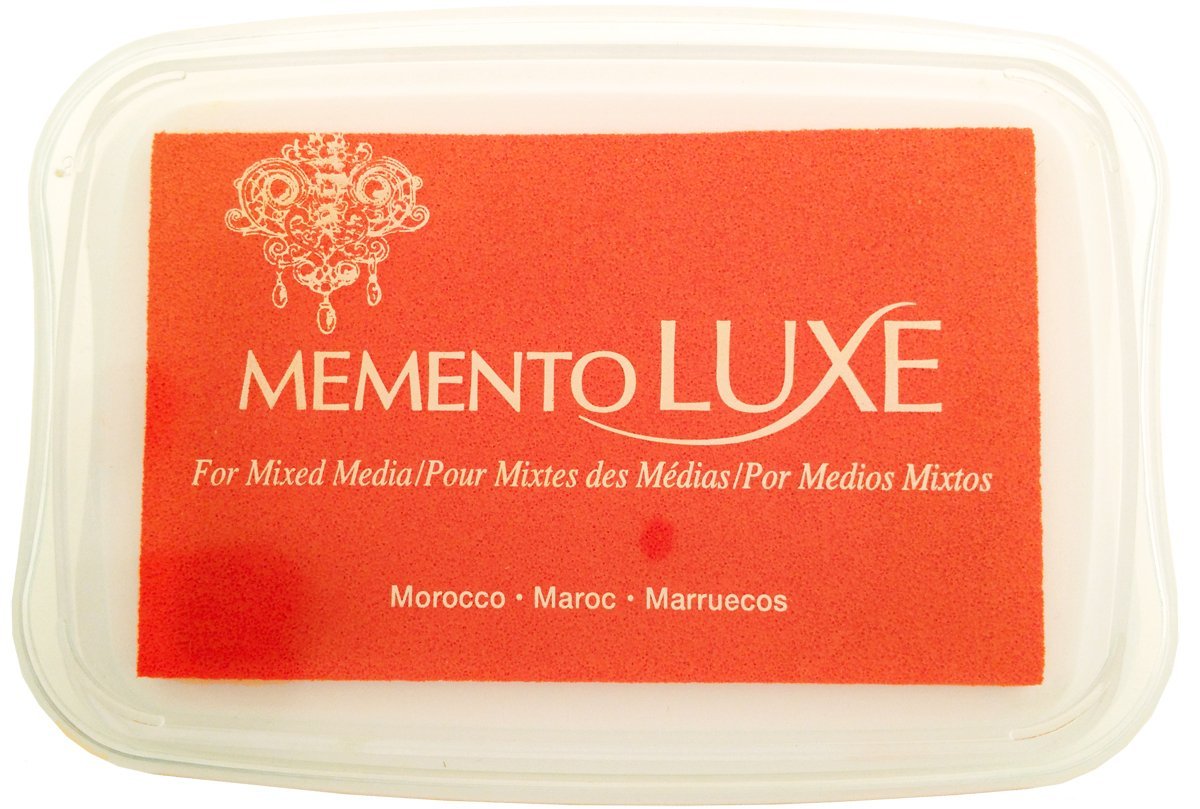 MEMENTO LUXE
For Mixed Media/Pour Mixtes des Médias/Por Medios Mixtos
Morocco · Maroc · Marruecos